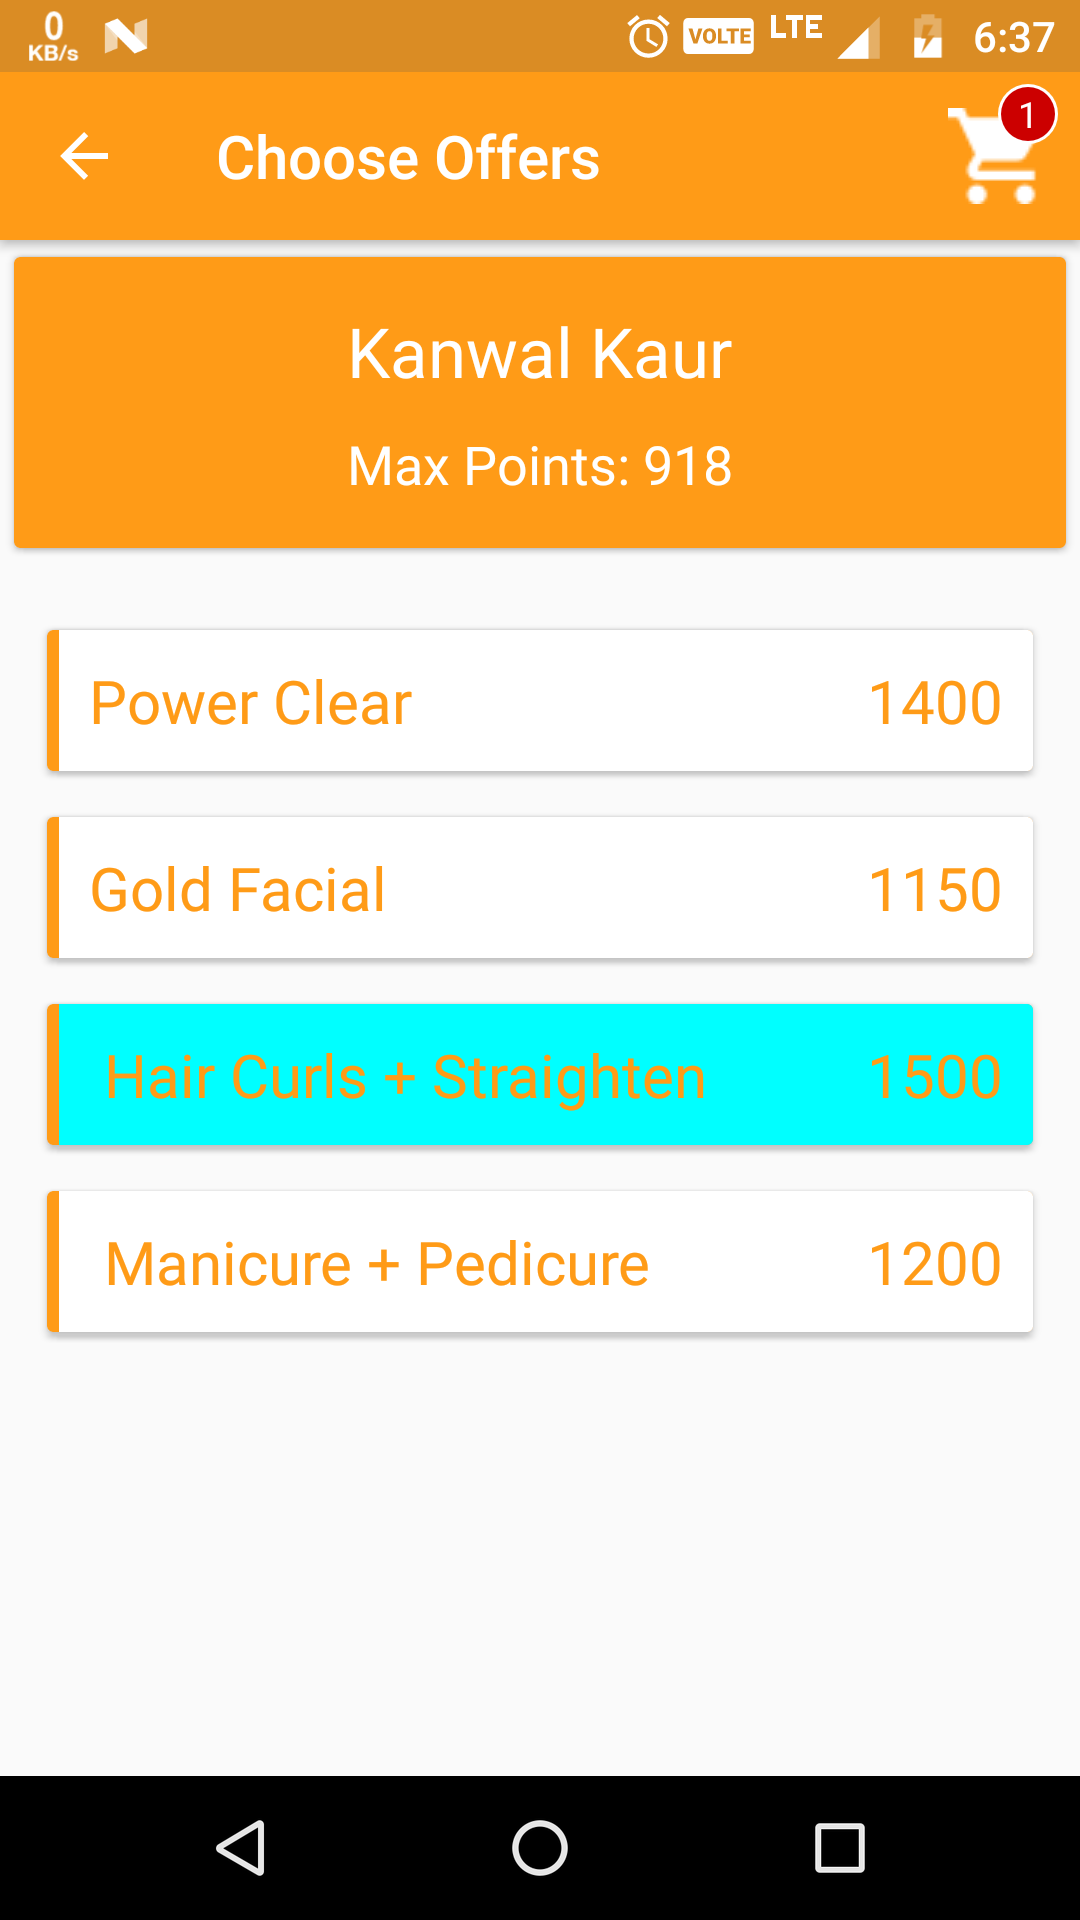 0
KB/s
VOLTE LTE 6:37
Choose Offers
1
Kanwal Kaur
Max Points: 918
Power Clear 1400
Gold Facial 1150
Hair Curls + Straighten 1500
Manicure + Pedicure 1200